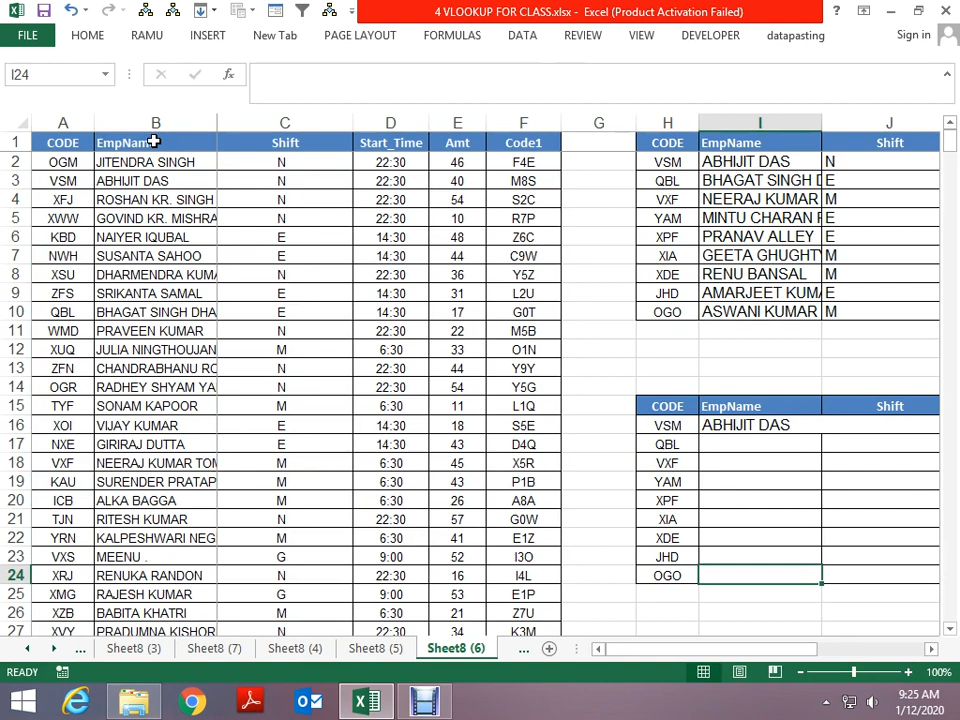 4 VLOOKUP FOR CLASS.xlsx - Excel (Product Activation Failed)
FILE HOME RAMU INSERT New Tab PAGE LAYOUT FORMULAS DATA REVIEW VIEW DEVELOPER datapasting Sign in
I24 fx
A B C D E F G H I J
1 CODE EmpName Shift Start_Time Amt Code1 CODE EmpName Shift
2 OGM JITENDRA SINGH N 22:30 46 F4E VSM ABHIJIT DAS N
3 VSM ABHIJIT DAS N 22:30 40 M8S QBL BHAGAT SINGH D E
4 XFJ ROSHAN KR. SINGH N 22:30 54 S2C VXF NEERAJ KUMAR M
5 XWW GOVIND KR. MISHRA N 22:30 10 R7P YAM MINTU CHARAN E
6 KBD NAIYER IQUBAL E 14:30 48 Z6C XPF PRANAV ALLEY E
7 NWH SUSANTA SAHOO E 14:30 44 C9W XIA GEETA GHUGHTY M
8 XSU DHARMENDRA KUMA N 22:30 36 Y5Z XDE RENU BANSAL M
9 ZFS SRIKANTA SAMAL E 14:30 31 L2U JHD AMARJEET KUMA E
10 QBL BHAGAT SINGH DHA E 14:30 17 G0T OGO ASWANI KUMAR M
11 WMD PRAVEEN KUMAR N 22:30 22 M5B
12 XUQ JULIA NINGTHOUJAN M 6:30 33 O1N
13 ZFN CHANDRABHANU RO N 22:30 44 Y9Y
14 OGR RADHEY SHYAM YA N 22:30 54 Y5G
15 TYF SONAM KAPOOR M 6:30 11 L1Q CODE EmpName Shift
16 XOI VIJAY KUMAR E 14:30 18 S5E VSM ABHIJIT DAS
17 NXE GIRIRAJ DUTTA E 14:30 43 D4Q QBL
18 VXF NEERAJ KUMAR TOM M 6:30 45 X5R VXF
19 KAU SURENDER PRATAP M 6:30 43 P1B YAM
20 ICB ALKA BAGGA M 6:30 26 A8A XPF
21 TJN RITESH KUMAR N 22:30 57 G0W XIA
22 YRN KALPESHWARI NEG M 6:30 41 E1Z XDE
23 VXS MEENU . G 9:00 52 I3O JHD
24 XRJ RENUKA RANDON N 22:30 16 I4L OGO
25 XMG RAJESH KUMAR G 9:00 53 E1P
26 XZB BABITA KHATRI M 6:30 21 Z7U
27 XVY PRADUMNA KISHOR N 22:30 34 K3M
... Sheet8 (3) Sheet8 (7) Sheet8 (4) Sheet8 (5) Sheet8 (6) ...
READY 100%
9:25 AM
1/12/2020